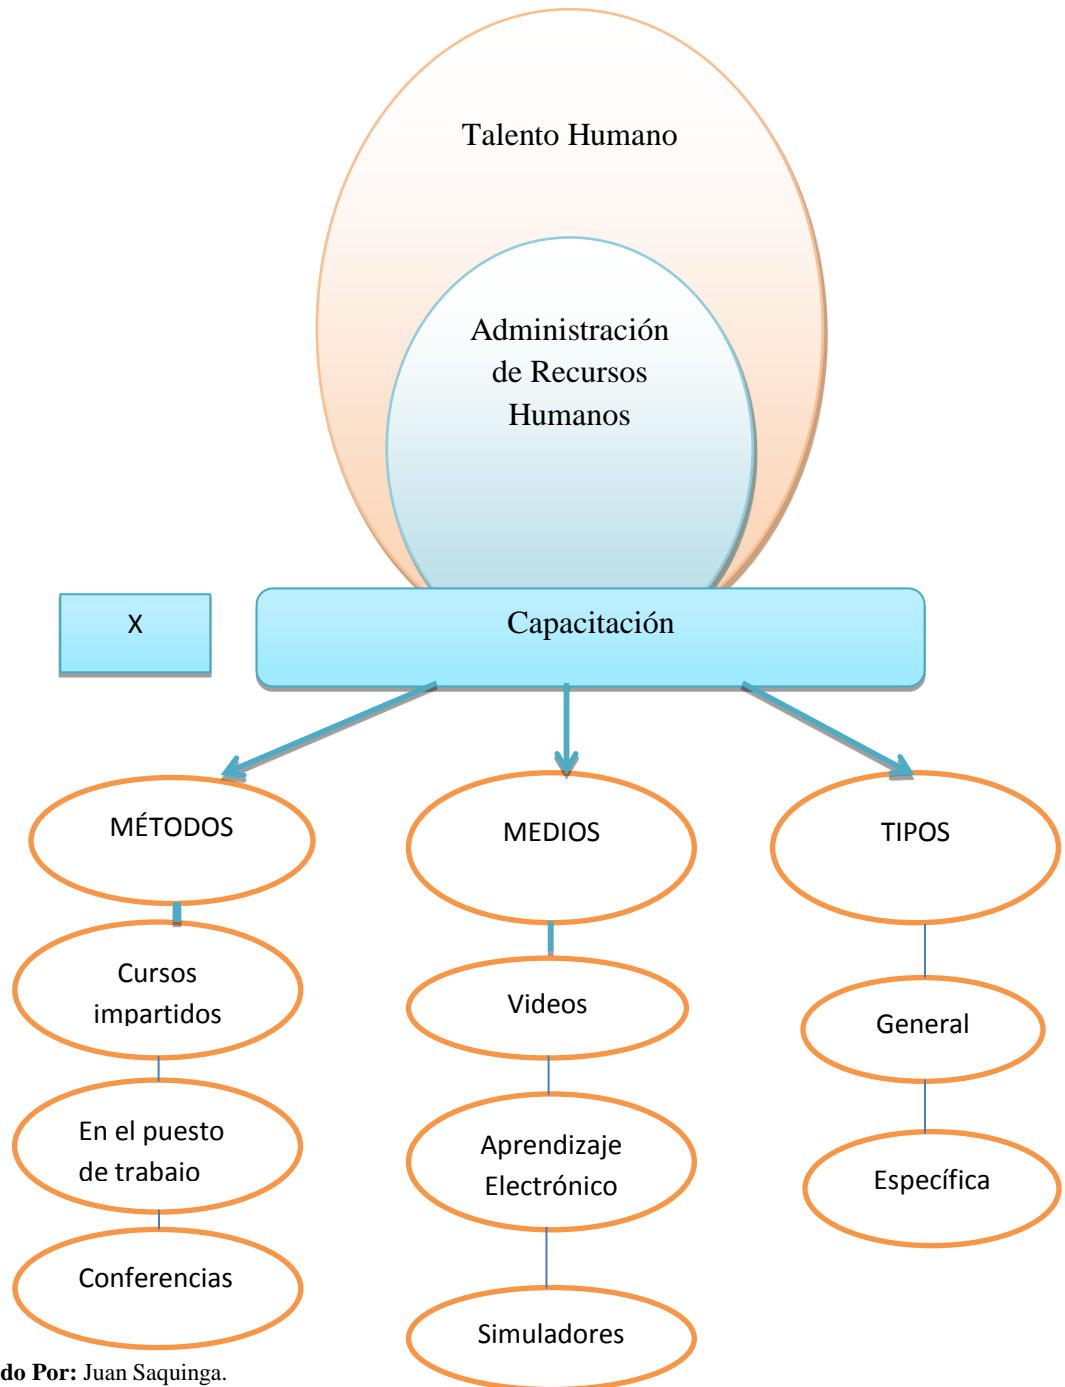 Talento Humano
Administración
de Recursos
Humanos
X
Capacitación
MÉTODOS
MEDIOS
TIPOS
Cursos
impartidos
Videos
General
En el puesto
de trabajo
Aprendizaje
Electrónico
Específica
Conferencias
Simuladores
do Por: Juan Saquinga.